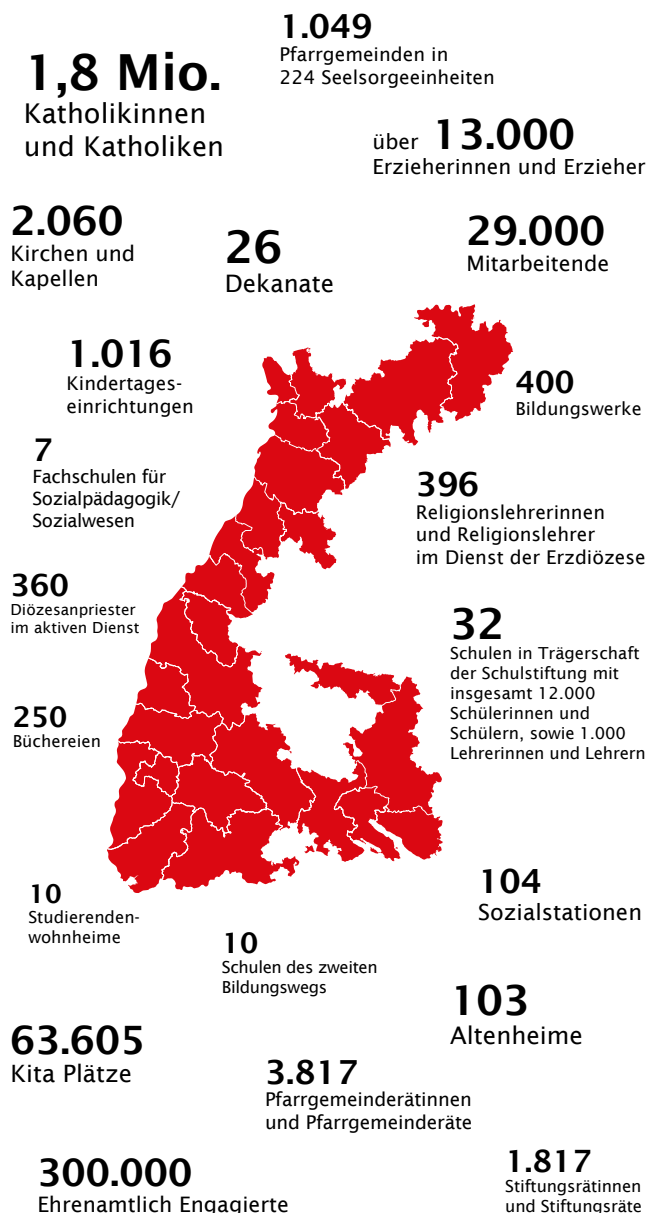 1.049
Pfarrgemeinden in
224 Seelsorgeeinheiten
1,8 Mio.
Katholikinnen
und Katholiken
über 13.000
Erzieherinnen und Erzieher
2.060
Kirchen und
Kapellen
26
Dekanate
29.000
Mitarbeitende
1.016
Kindertages-
einrichtungen
400
Bildungswerke
7
Fachschulen für
Sozialpädagogik/
Sozialwesen
396
Religionslehrerinnen
und Religionslehrer
im Dienst der Erzdiözese
360
Diözesanpriester
im aktiven Dienst
32
Schulen in Trägerschaft
der Schulstiftung mit
insgesamt 12.000
Schülerinnen und
Schülern, sowie 1.000
Lehrerinnen und Lehrern
250
Büchereien
10
Studierenden-
wohnheime
104
Sozialstationen
10
Schulen des zweiten
Bildungswegs
103
Altenheime
63.605
Kita Plätze
3.817
Pfarrgemeinderätinnen
und Pfarrgemeinderäte
300.000
Ehrenamtlich Engagierte
1.817
Stiftungsrätinnen
und Stiftungsräte